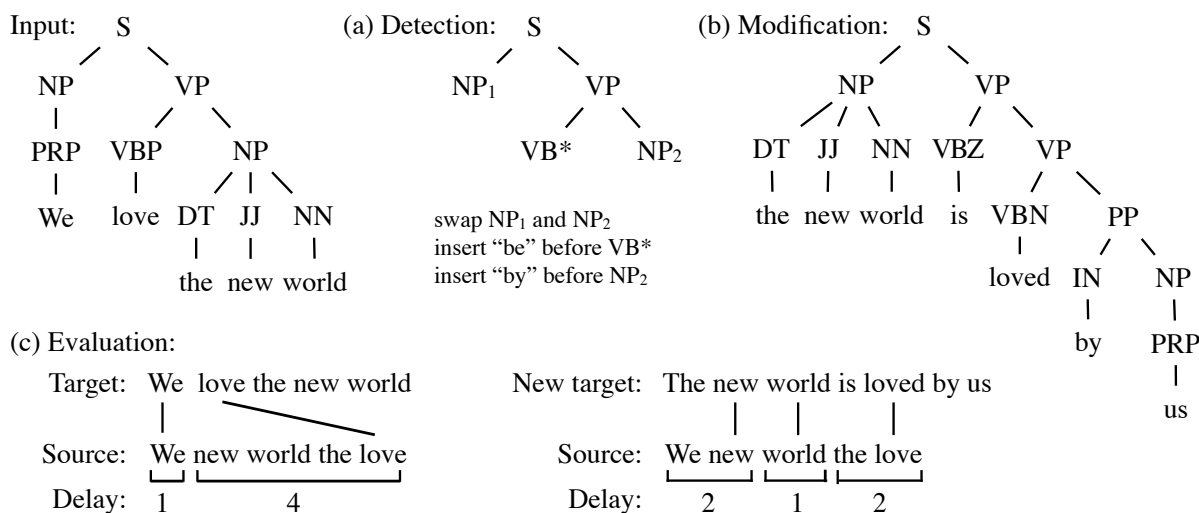 Input: S (a) Detection: S (b) Modification: S
NP VP NP₁ VP NP VP
PRP VBP NP VB* NP₂ DT JJ NN VBZ VP
We love DT JJ NN the new world is VBN PP
swap NP₁ and NP₂
insert “be” before VB*
insert “by” before NP₂
the new world loved IN NP
by PRP
us
(c) Evaluation:
Target: We love the new world
Source: We new world the love
Delay: 1 4
New target: The new world is loved by us
Source: We new world the love
Delay: 2 1 2